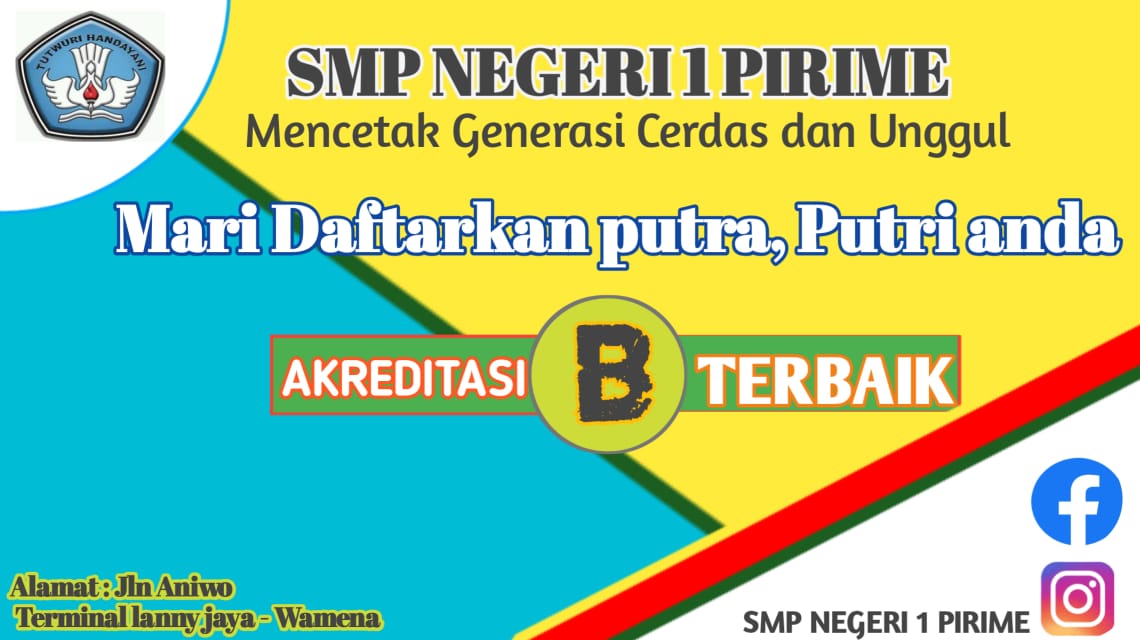 TUTWURI HANDAYANI
SMP NEGERI 1 PIRIME
Mencetak Generasi Cerdas dan Unggul
Mari Daftarkan putra, Putri anda
AKREDITASI B TERBAIK
Alamat : Jln Aniwo
Terminal lanny jaya - Wamena
SMP NEGERI 1 PIRIME